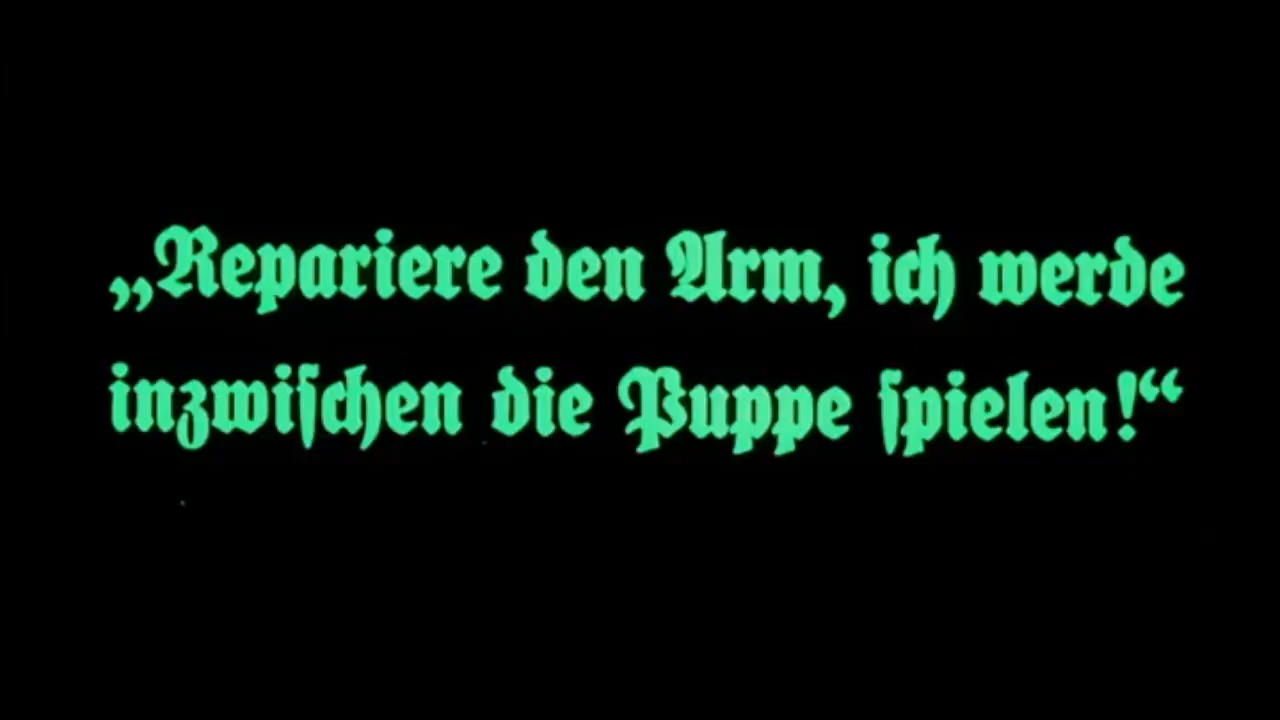 „Repariere den Arm, ich werde
inzwiſchen die Puppe ſpielen!“